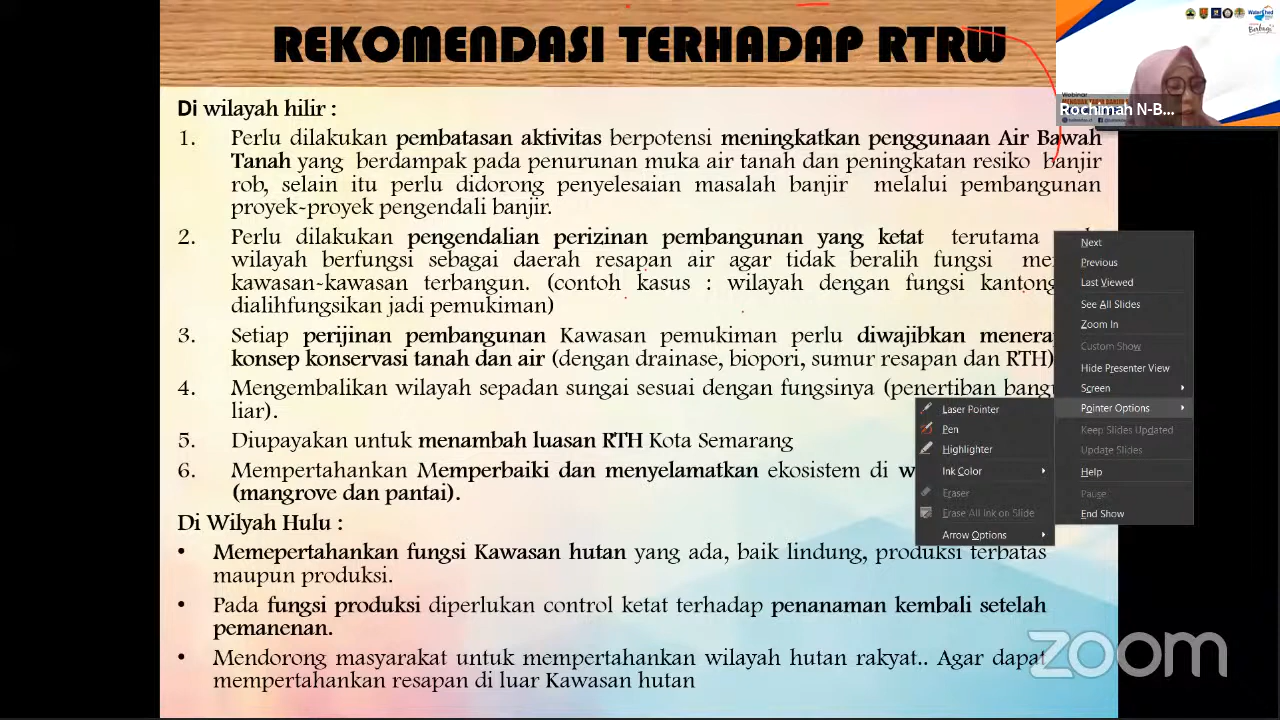 REKOMENDASI TERHADAP RTRW
Di wilayah hilir :
1. Perlu dilakukan pembatasan aktivitas berpotensi meningkatkan penggunaan Air Bawah
Tanah yang berdampak pada penurunan muka air tanah dan peningkatan resiko banjir
rob, selain itu perlu didorong penyelesaian masalah banjir melalui pembangunan
proyek-proyek pengendali banjir.
2. Perlu dilakukan pengendalian perizinan pembangunan yang ketat terutama
wilayah berfungsi sebagai daerah resapan air agar tidak beralih fungsi
kawasan-kawasan terbangun. (contoh kasus : wilayah dengan fungsi kantong
dialihfungsikan jadi pemukiman)
3. Setiap perijinan pembangunan Kawasan pemukiman perlu diwajibkan
konsep konservasi tanah dan air (dengan drainase, biopori, sumur resapan dan RTH)
4. Mengembalikan wilayah sepadan sungai sesuai dengan fungsinya (penertiban
liar).
5. Diupayakan untuk menambah luasan RTH Kota Semarang
6. Mempertahankan Memperbaiki dan menyelamatkan ekosistem di
(mangrove dan pantai).
Di Wilyah Hulu :
• Memepertahankan fungsi Kawasan hutan yang ada, baik lindung, produksi terbatas
maupun produksi.
• Pada fungsi produksi diperlukan control ketat terhadap penanaman kembali setelah
pemanenan.
• Mendorong masyarakat untuk mempertahankan wilayah hutan rakyat.. Agar dapat
mempertahankan resapan di luar Kawasan hutan
Webinar
Rochimah N-B...
Next
Previous
Last Viewed
See All Slides
Zoom In
Custom Show
Hide Presenter View
Screen
Pointer Options
Keep Slides Updated
Update Slides
Help
Pause
End Show
Laser Pointer
Pen
Highlighter
Ink Color
Eraser
Erase All Ink on Slide
Arrow Options
zoom